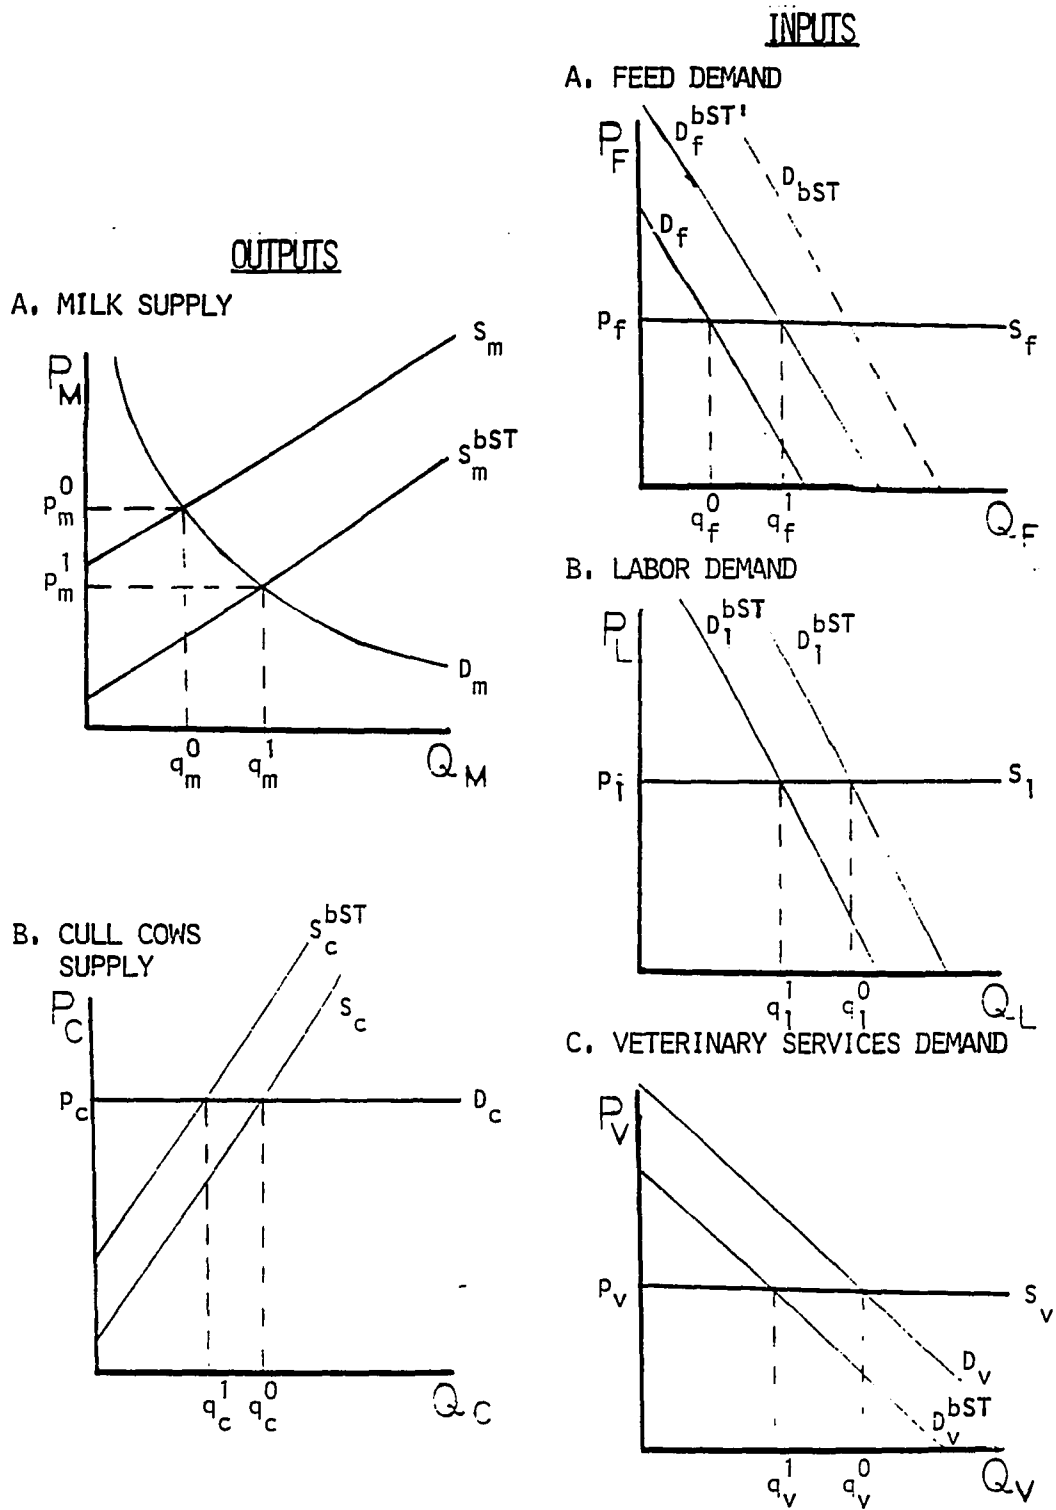 OUTPUTS
A. MILK SUPPLY
P_M
S_m
S_m^bST
p_m^0
p_m^1
D_m
q_m^0 q_m^1 Q_M
B. CULL COWS
SUPPLY
S_c^bST
P_C
S_c
p_c
D_c
q_c^1 q_c^0 Q_C
INPUTS
A. FEED DEMAND
P_F
D_f^bST'
D_bST
D_f
p_f
S_f
q_f^0 q_f^1 Q_F
B. LABOR DEMAND
P_L
D_l^bST
D_l^bST
p_l
S_l
q_l^1 q_l^0 Q_L
C. VETERINARY SERVICES DEMAND
P_V
p_v
S_v
D_v
D_v^bST
q_v^1 q_v^0 Q_V